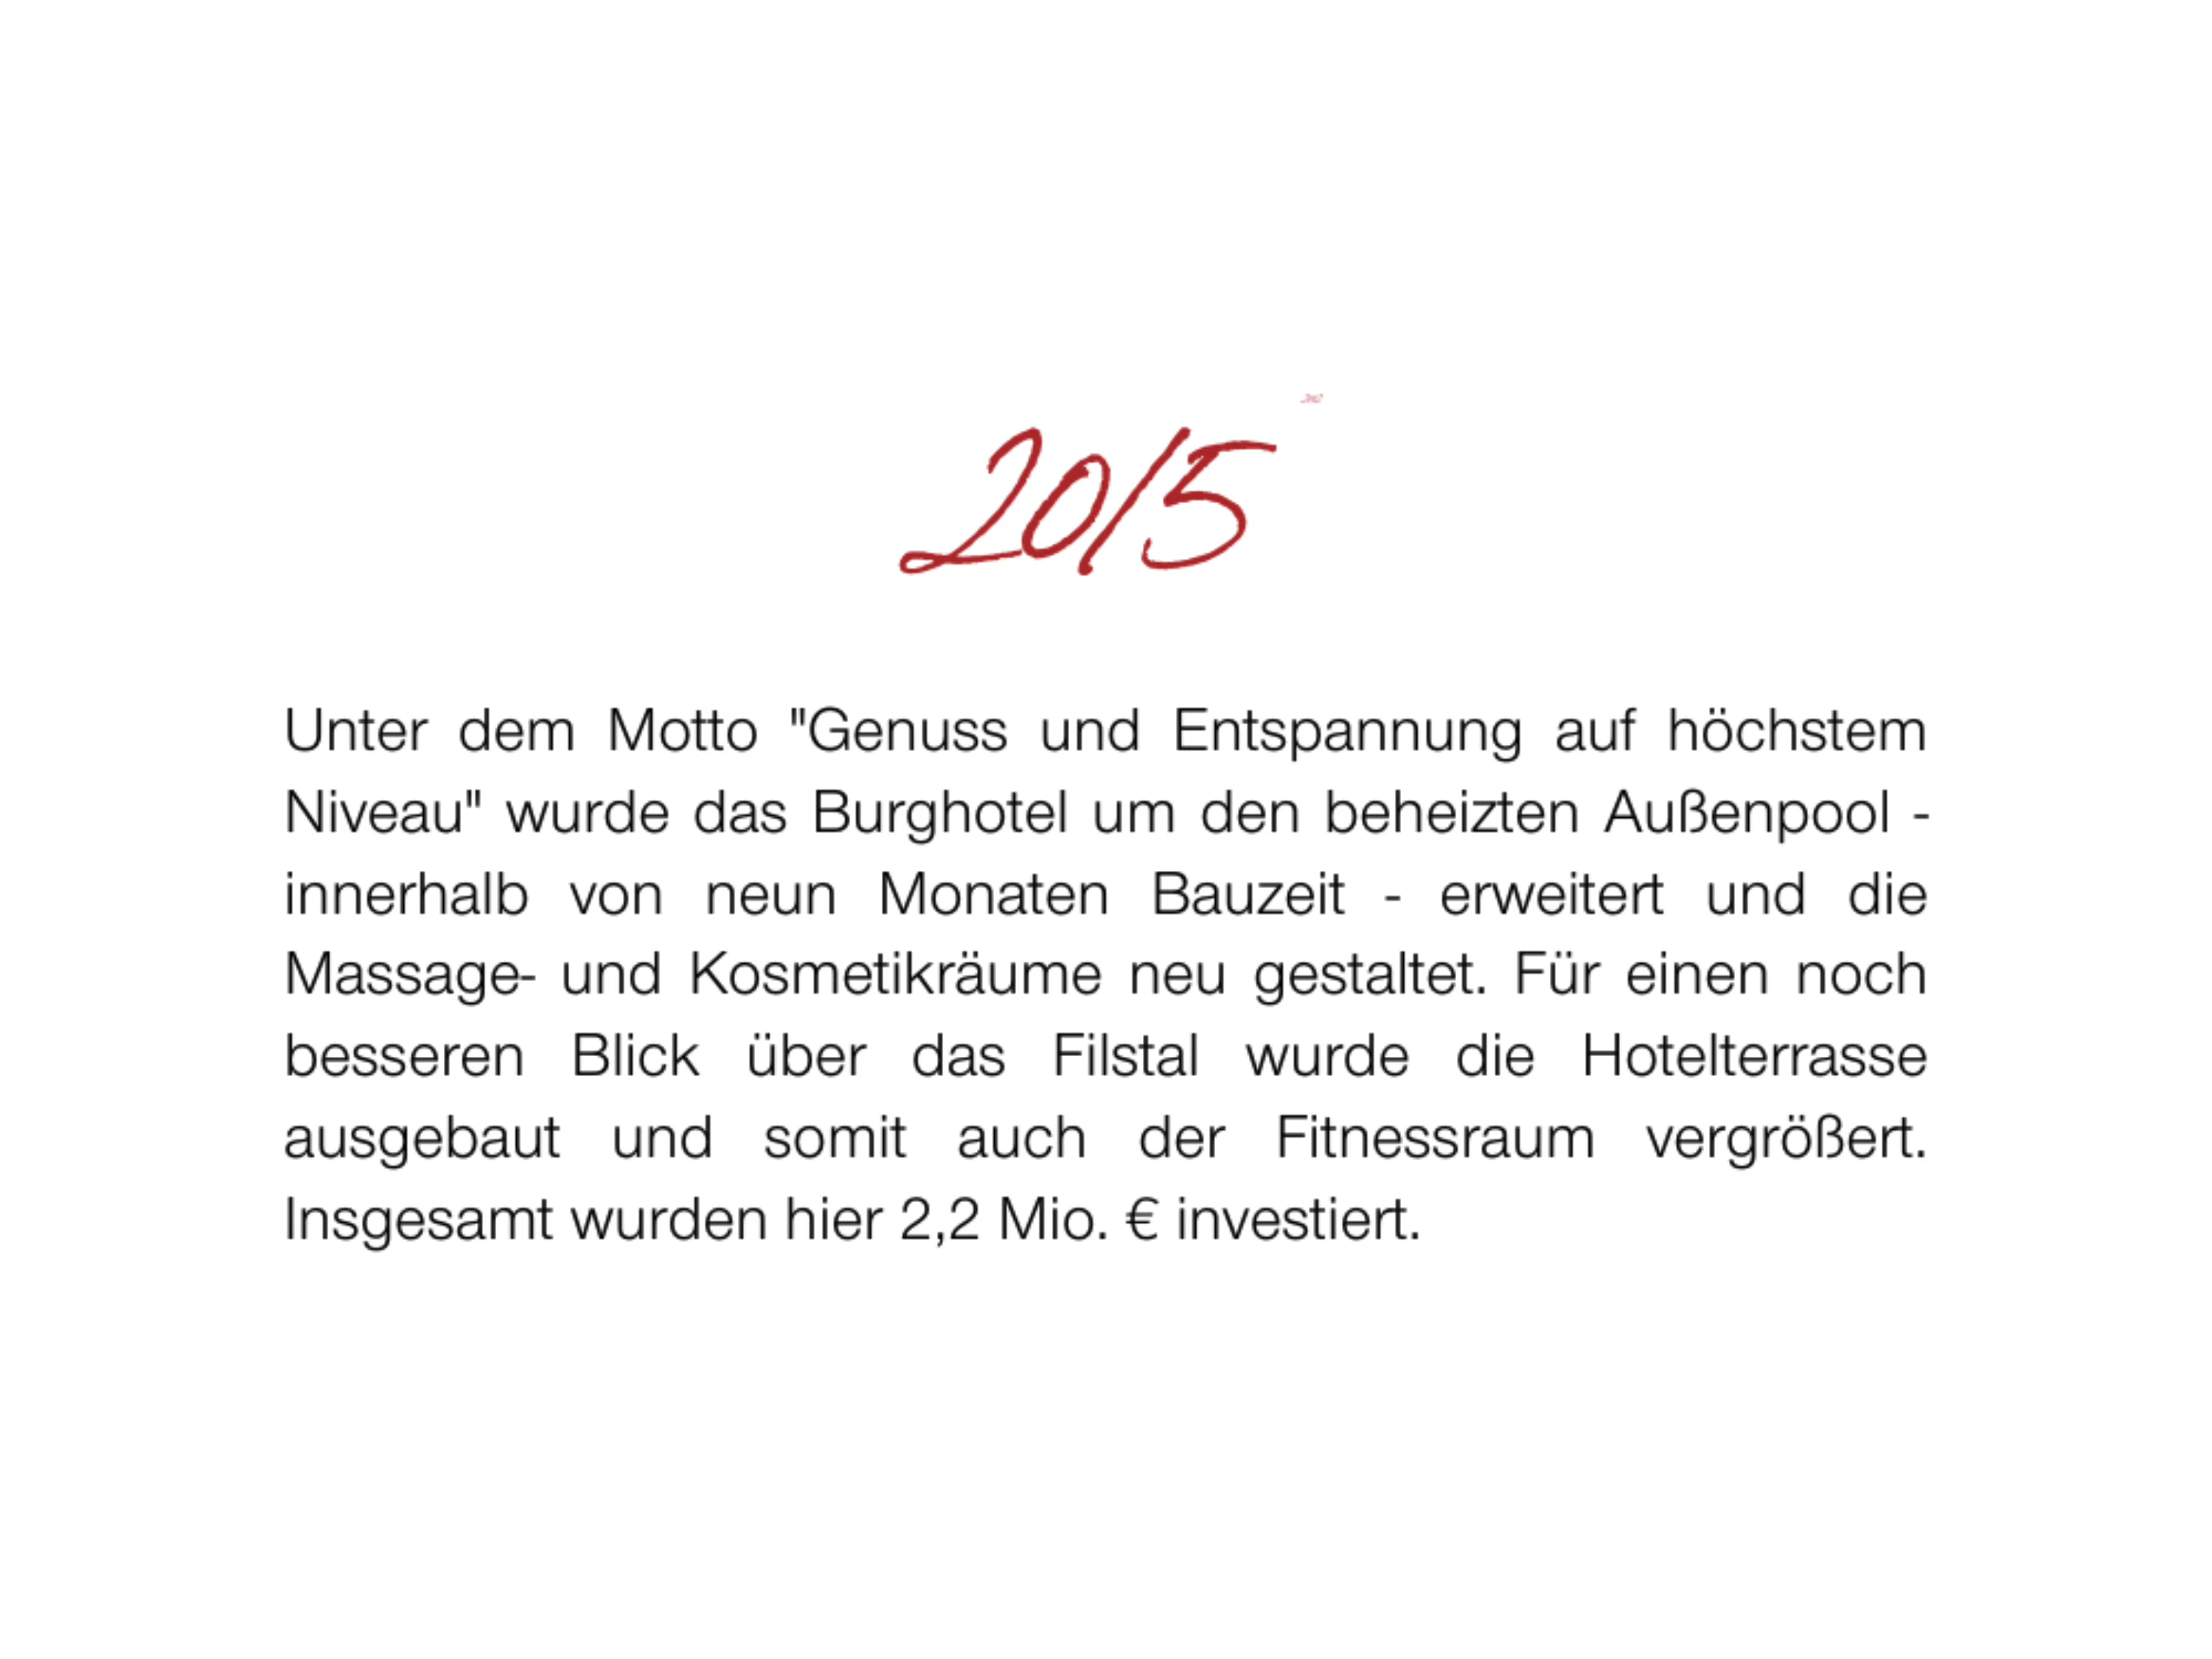 2015
Unter dem Motto "Genuss und Entspannung auf höchstem
Niveau" wurde das Burghotel um den beheizten Außenpool -
innerhalb von neun Monaten Bauzeit - erweitert und die
Massage- und Kosmetikräume neu gestaltet. Für einen noch
besseren Blick über das Filstal wurde die Hotelterrasse
ausgebaut und somit auch der Fitnessraum vergrößert.
Insgesamt wurden hier 2,2 Mio. € investiert.